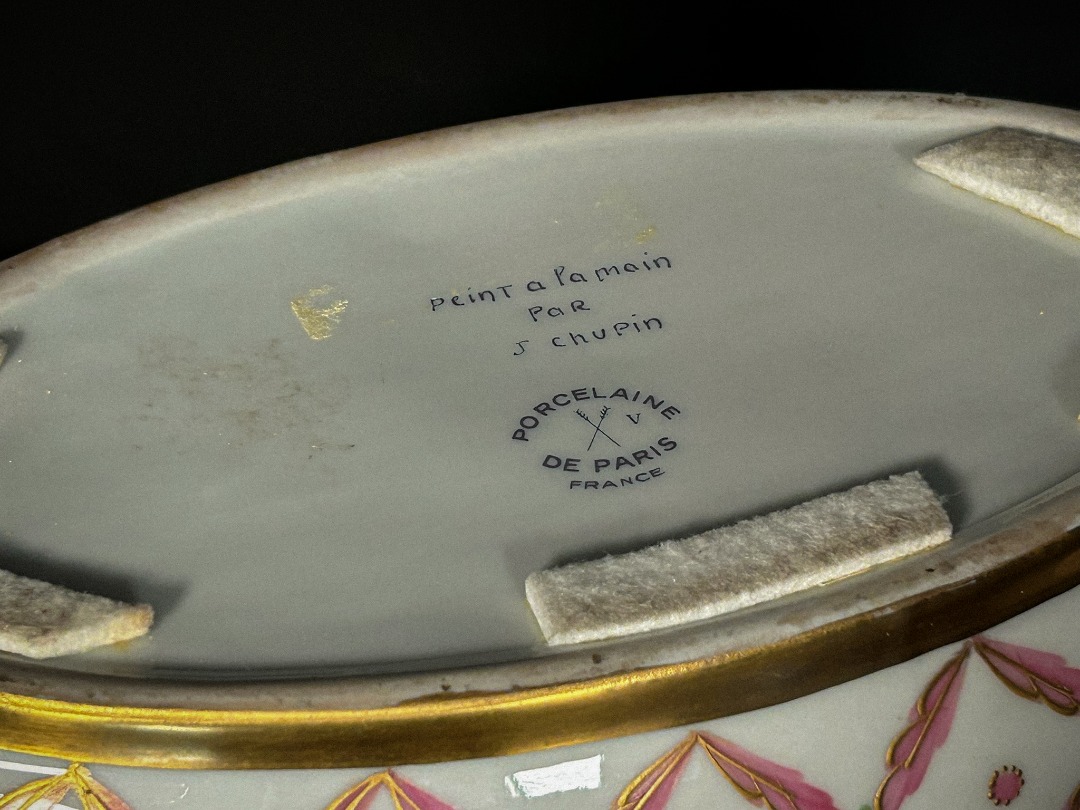 Peint a la main
Par
J Chupin
PORCELAINE
V
DE PARIS
FRANCE